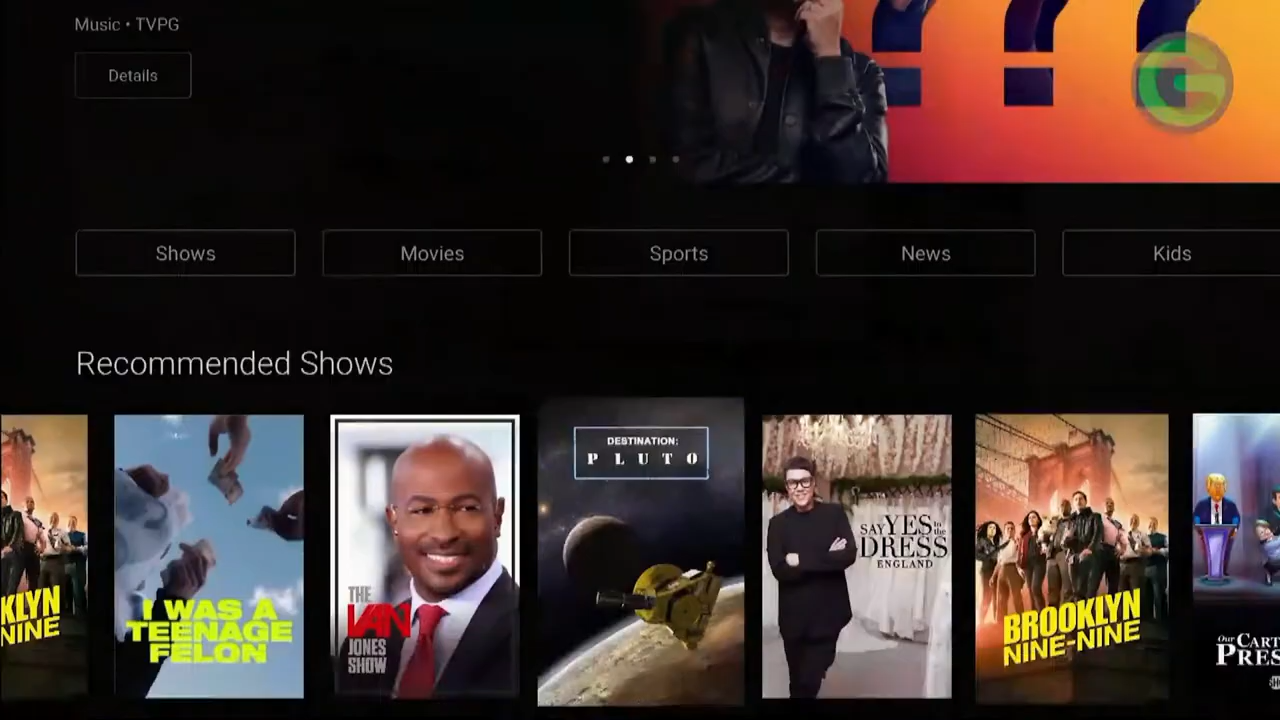 Music • TVPG
Details
? ? ?
G
Shows
Movies
Sports
News
Kids
Recommended Shows
KLYN
NINE
I WAS A
TEENAGE
FELON
THE
VAN
JONES
SHOW
DESTINATION:
PLUTO
SAY YES to the
DRESS
ENGLAND
BROOKLYN
NINE-NINE
Our CART
PRES